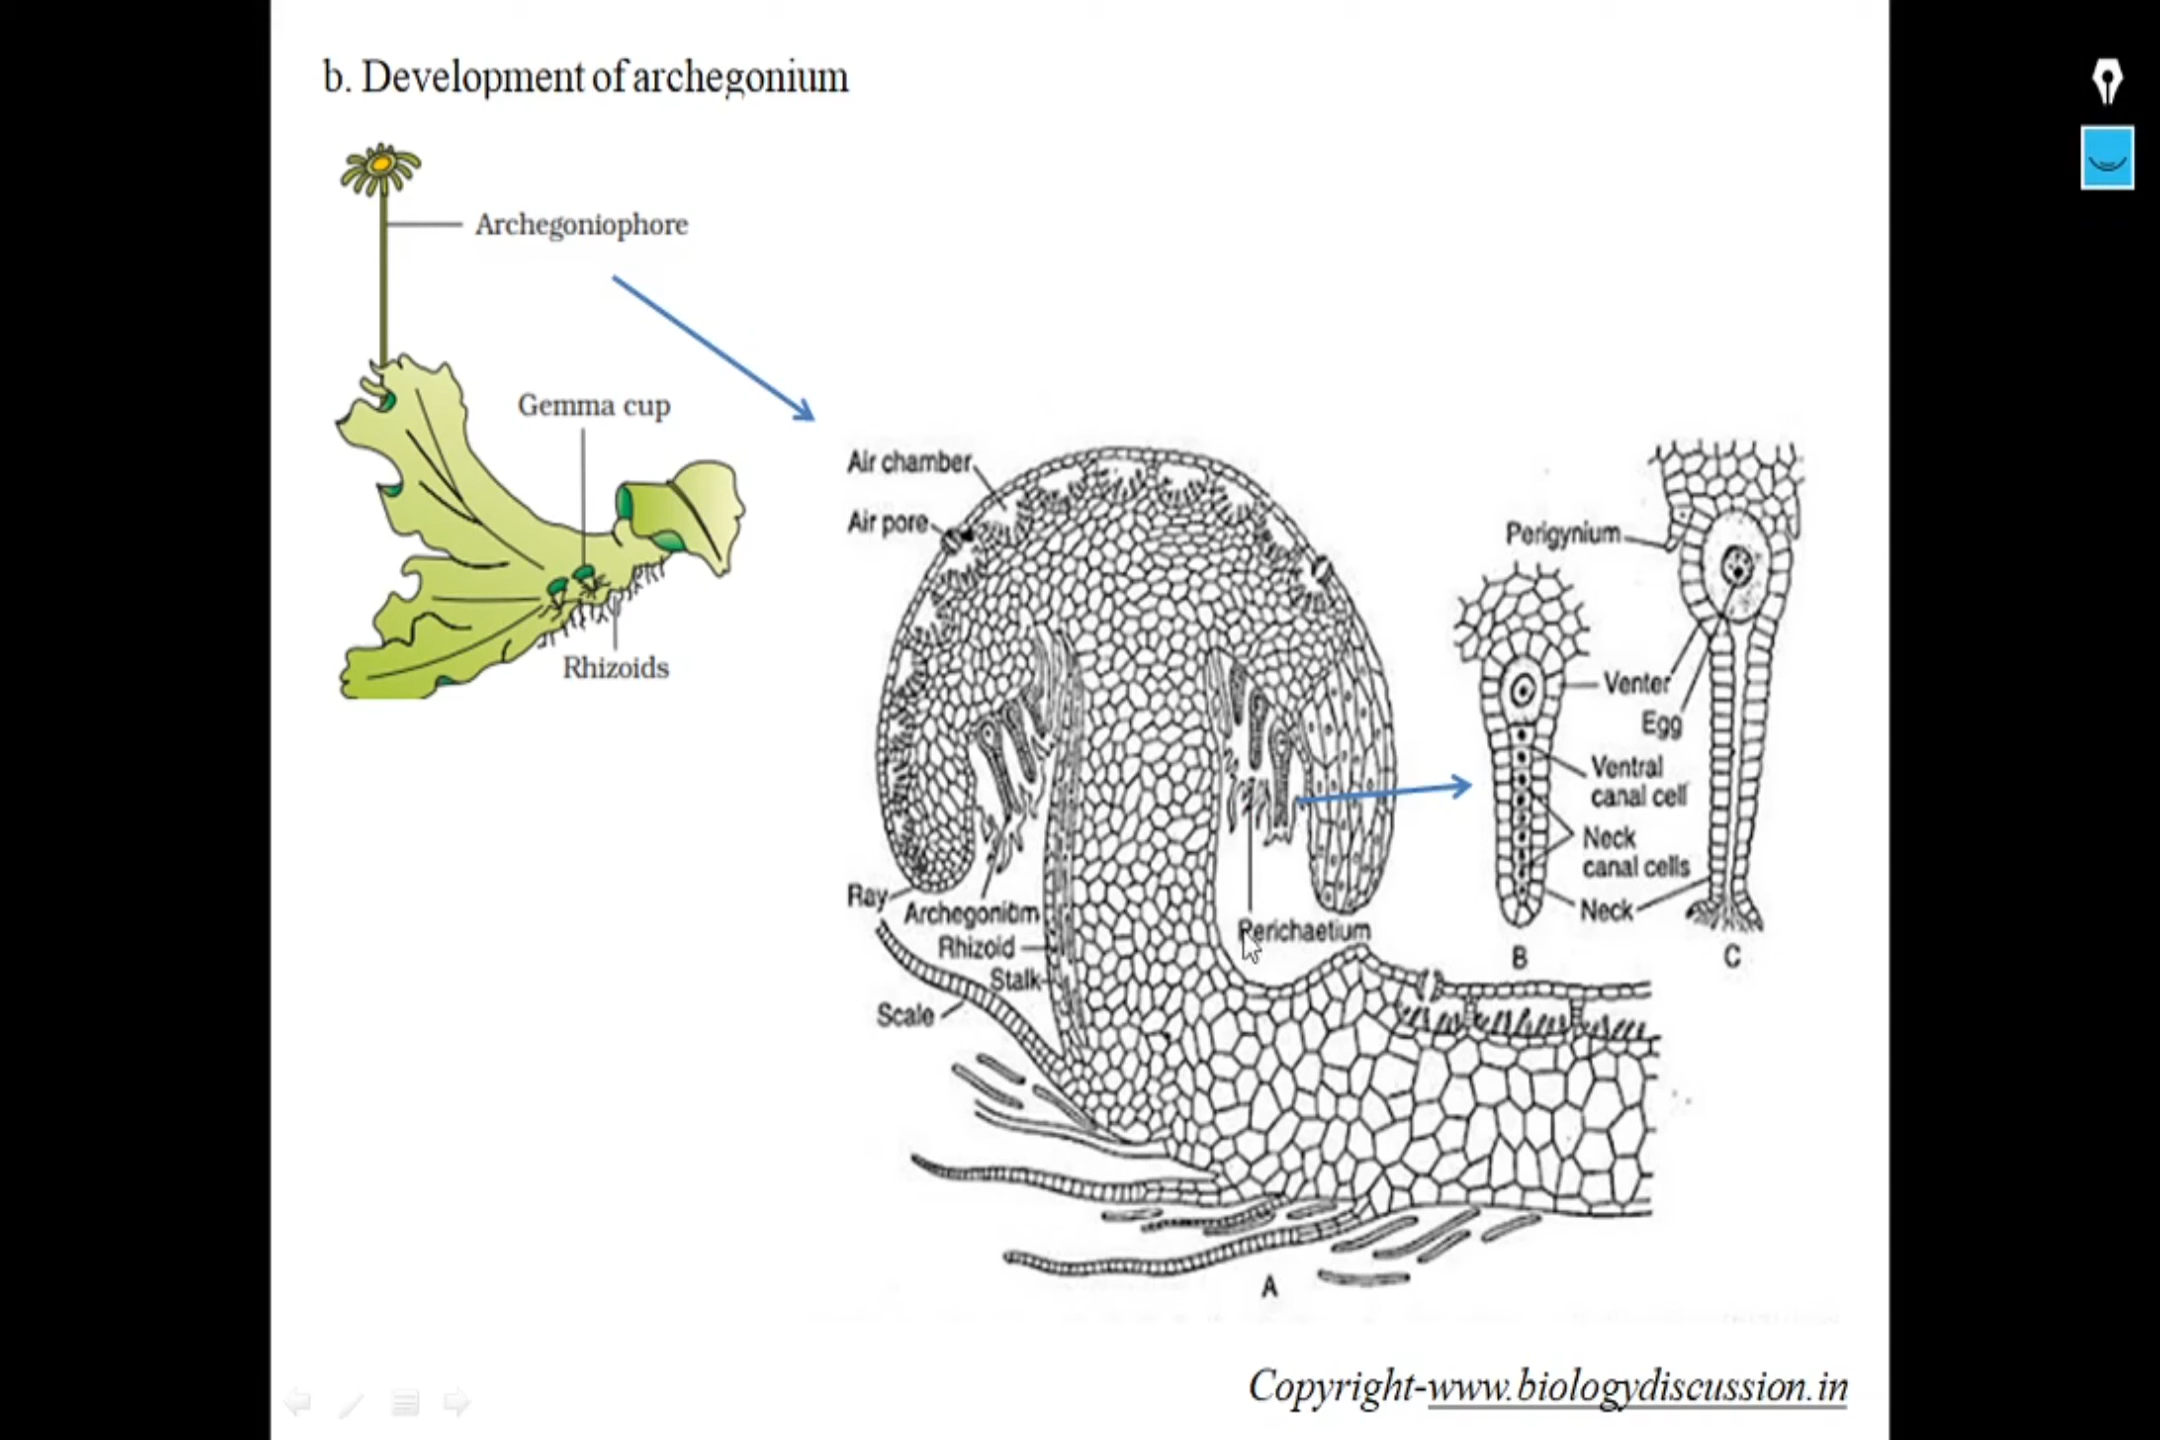 b. Development of archegonium
Archegoniophore
Gemma cup
Rhizoids
Air chamber
Air pore
Ray
Archegonium
Rhizoid
Stalk
Scale
Perichaetium
A
Perigynium
Venter
Egg
Ventral
canal cell
Neck
canal cells
Neck
B
C
Copyright-www.biologydiscussion.in